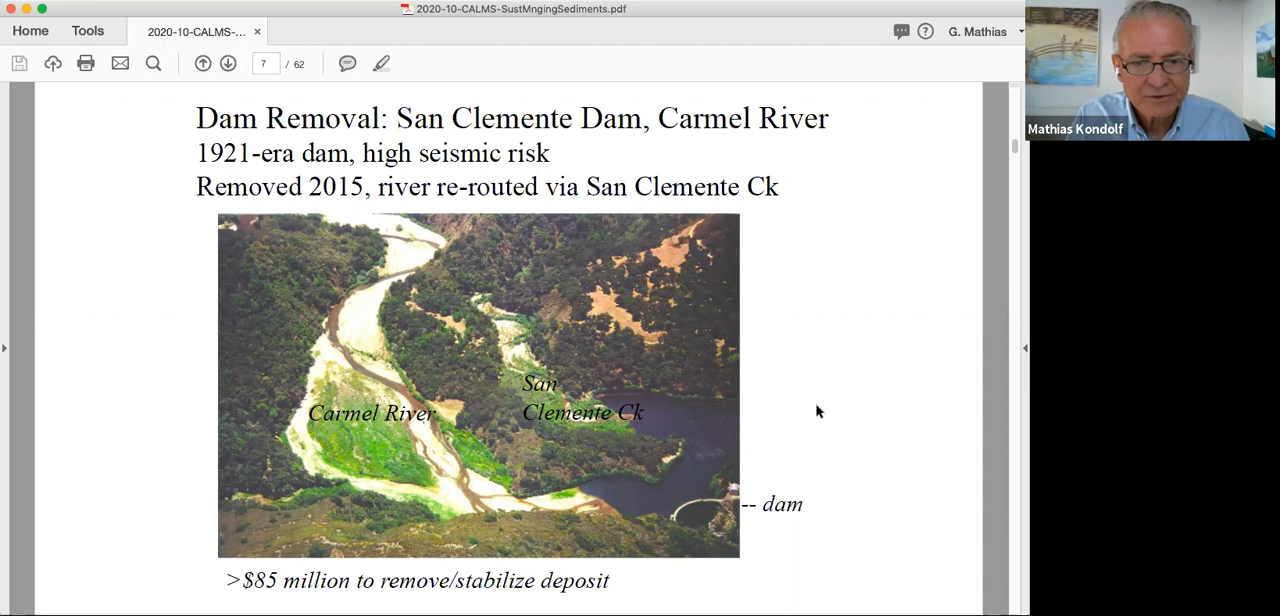 2020-10-CALMS-SustMngingSediments.pdf
Home
Tools
2020-10-CALMS-...
×
G. Mathias
7 / 62
Dam Removal: San Clemente Dam, Carmel River
1921-era dam, high seismic risk
Removed 2015, river re-routed via San Clemente Ck
San
Clemente Ck
Carmel River
-- dam
>$85 million to remove/stabilize deposit
Mathias Kondolf